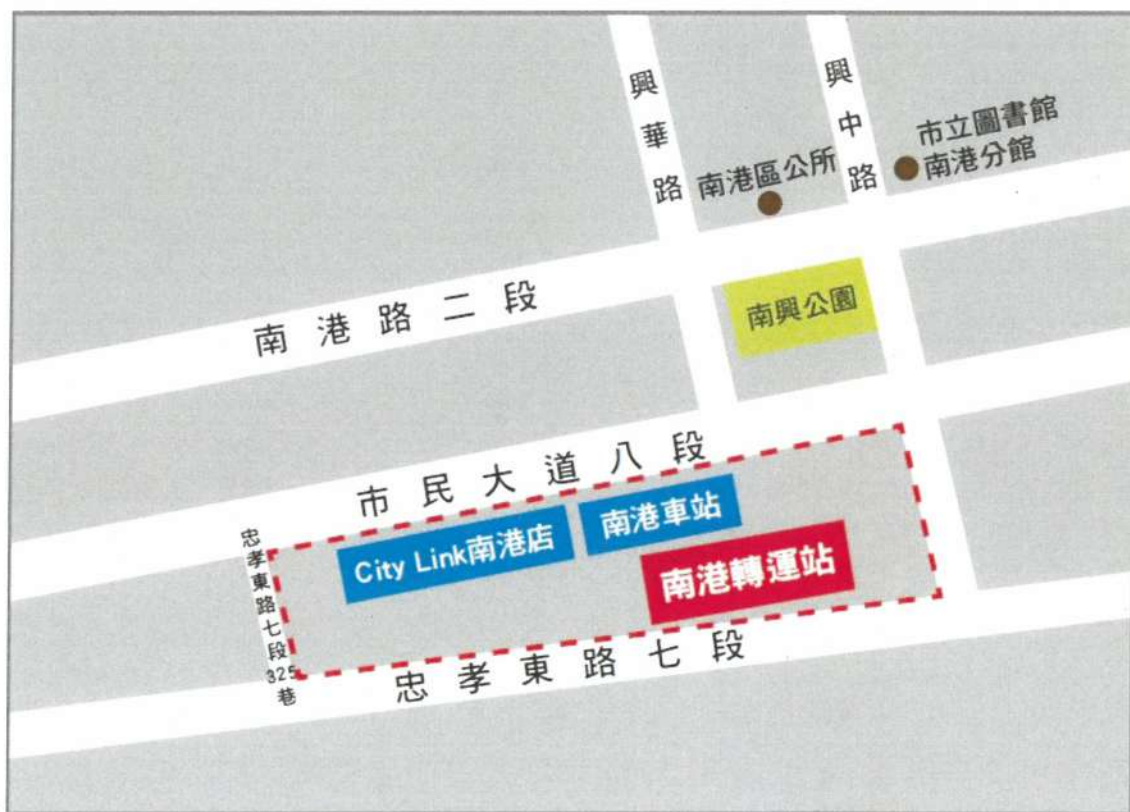 興華路
興中路
市立圖書館
南港分館
南港區公所
南港路二段
南興公園
市民大道八段
南港車站
City Link南港店
南港轉運站
忠孝東路七段325巷
忠孝東路七段